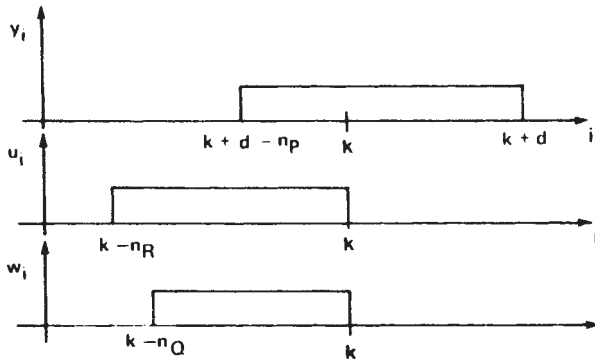 y_i
k + d - n_P k k + d i
u_i
k - n_R k
w_i
k - n_Q k